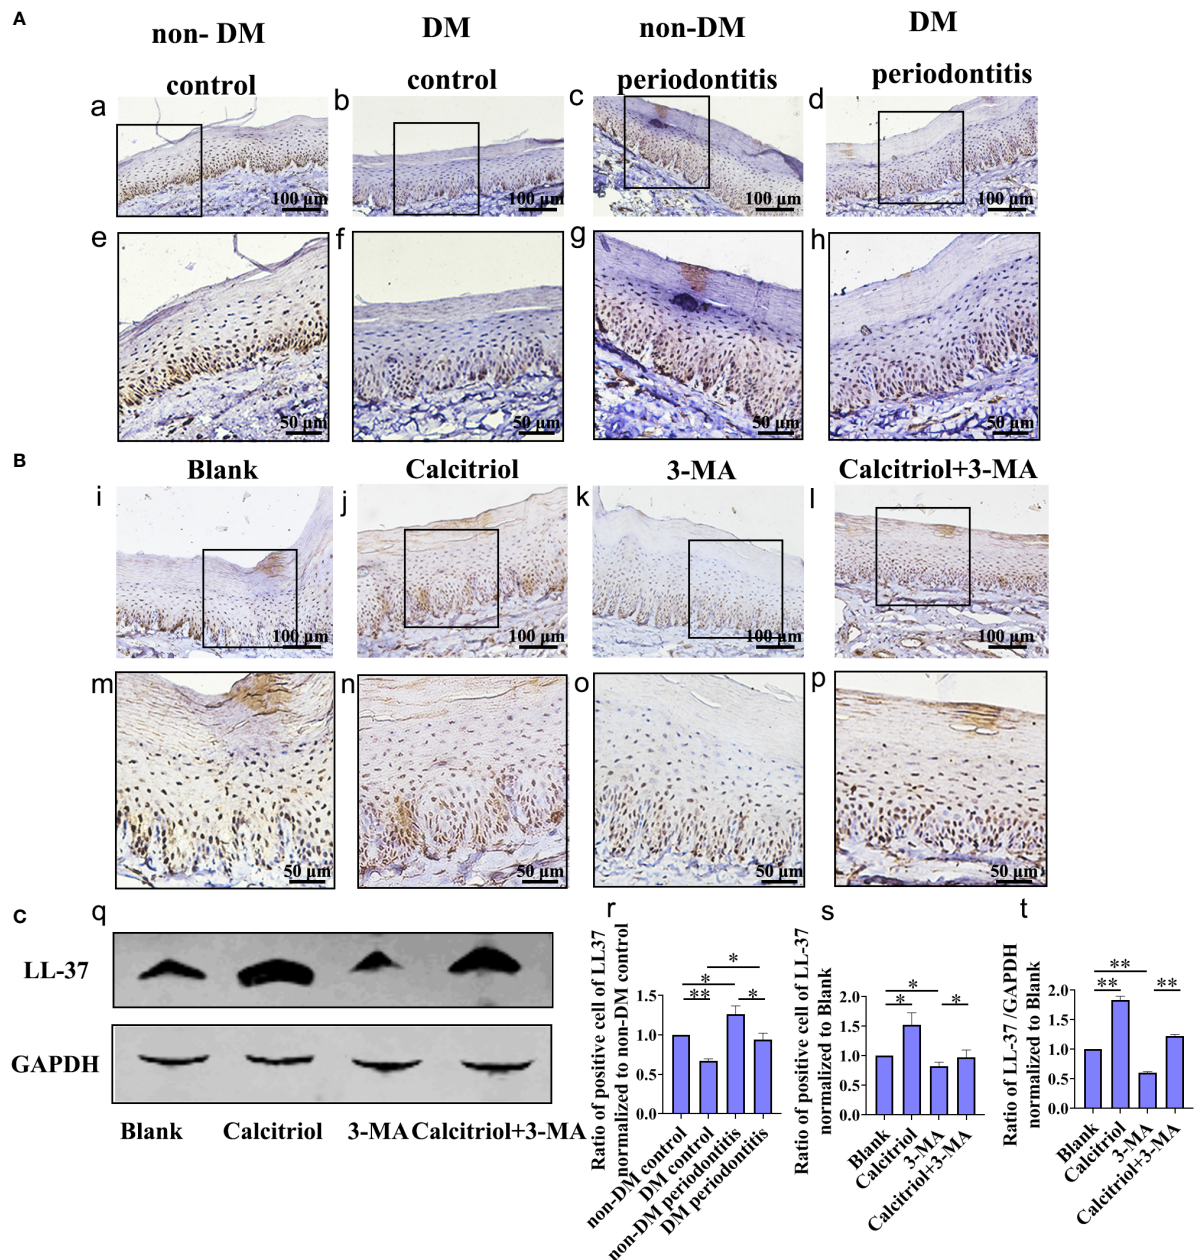 A
non- DM
control
DM
control
non-DM
periodontitis
DM
periodontitis
a
b
c
d
100 μm
100 μm
100 μm
100 μm
e
f
g
h
50 μm
50 μm
50 μm
50 μm
B
Blank
Calcitriol
3-MA
Calcitriol+3-MA
i
j
k
l
100 μm
100 μm
100 μm
100 μm
m
n
o
p
50 μm
50 μm
50 μm
50 μm
C
q
LL-37
GAPDH
Blank
Calcitriol
3-MA
Calcitriol+3-MA
r
Ratio of positive cell of LL37
normalized to non-DM control
*
*
**
*
1.5
1.0
0.5
0.0
non-DM control
DM control
non-DM periodontitis
DM periodontitis
s
Ratio of positive cell of LL-37
normalized to Blank
*
*
*
2.0
1.5
1.0
0.5
0.0
Blank
Calcitriol
3-MA
Calcitriol+3-MA
t
Ratio of LL-37 /GAPDH
normalized to Blank
**
**
**
2.0
1.5
1.0
0.5
0.0
Blank
Calcitriol
3-MA
Calcitriol+3-MA